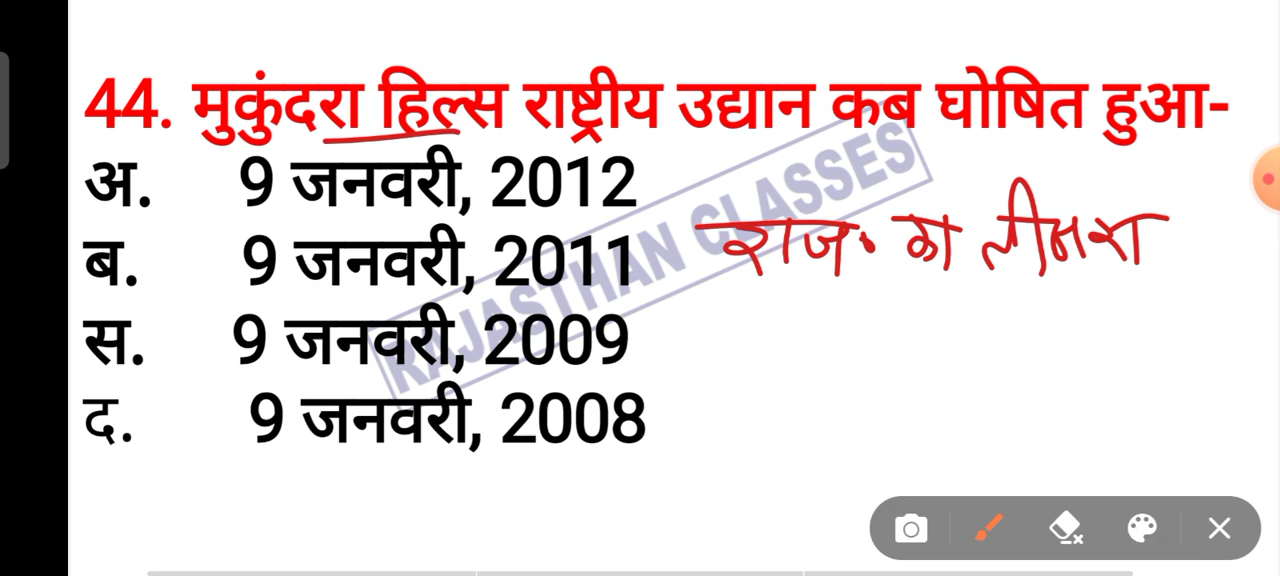 44. मुकुंदरा हिल्स राष्ट्रीय उद्यान कब घोषित हुआ-
अ. 9 जनवरी, 2012
ब. 9 जनवरी, 2011
राज. का तीसरा
स. 9 जनवरी, 2009
द. 9 जनवरी, 2008
RAJASTHAN CLASSES